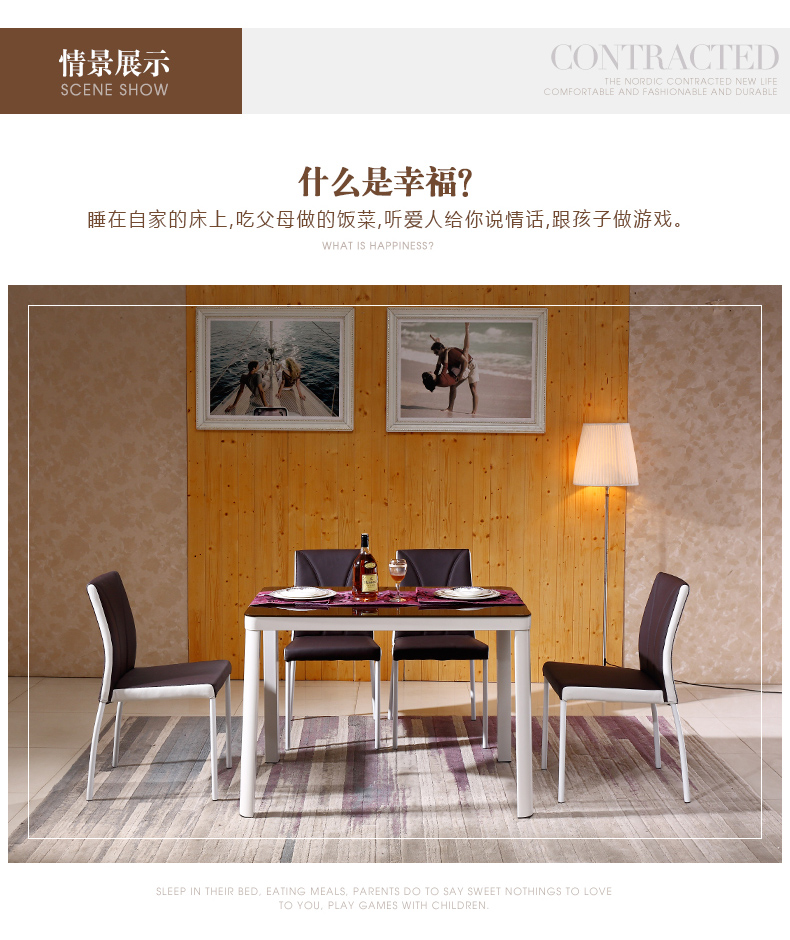 情景展示
SCENE SHOW
CONTRACTED
THE NORDIC CONTRACTED NEW LIFE
COMFORTABLE AND FASHIONABLE AND DURABLE
什么是幸福?
睡在自家的床上,吃父母做的饭菜,听爱人给你说情话,跟孩子做游戏。
WHAT IS HAPPINESS?
SLEEP IN THEIR BED, EATING MEALS, PARENTS DO TO SAY SWEET NOTHINGS TO LOVE
TO YOU, PLAY GAMES WITH CHILDREN.